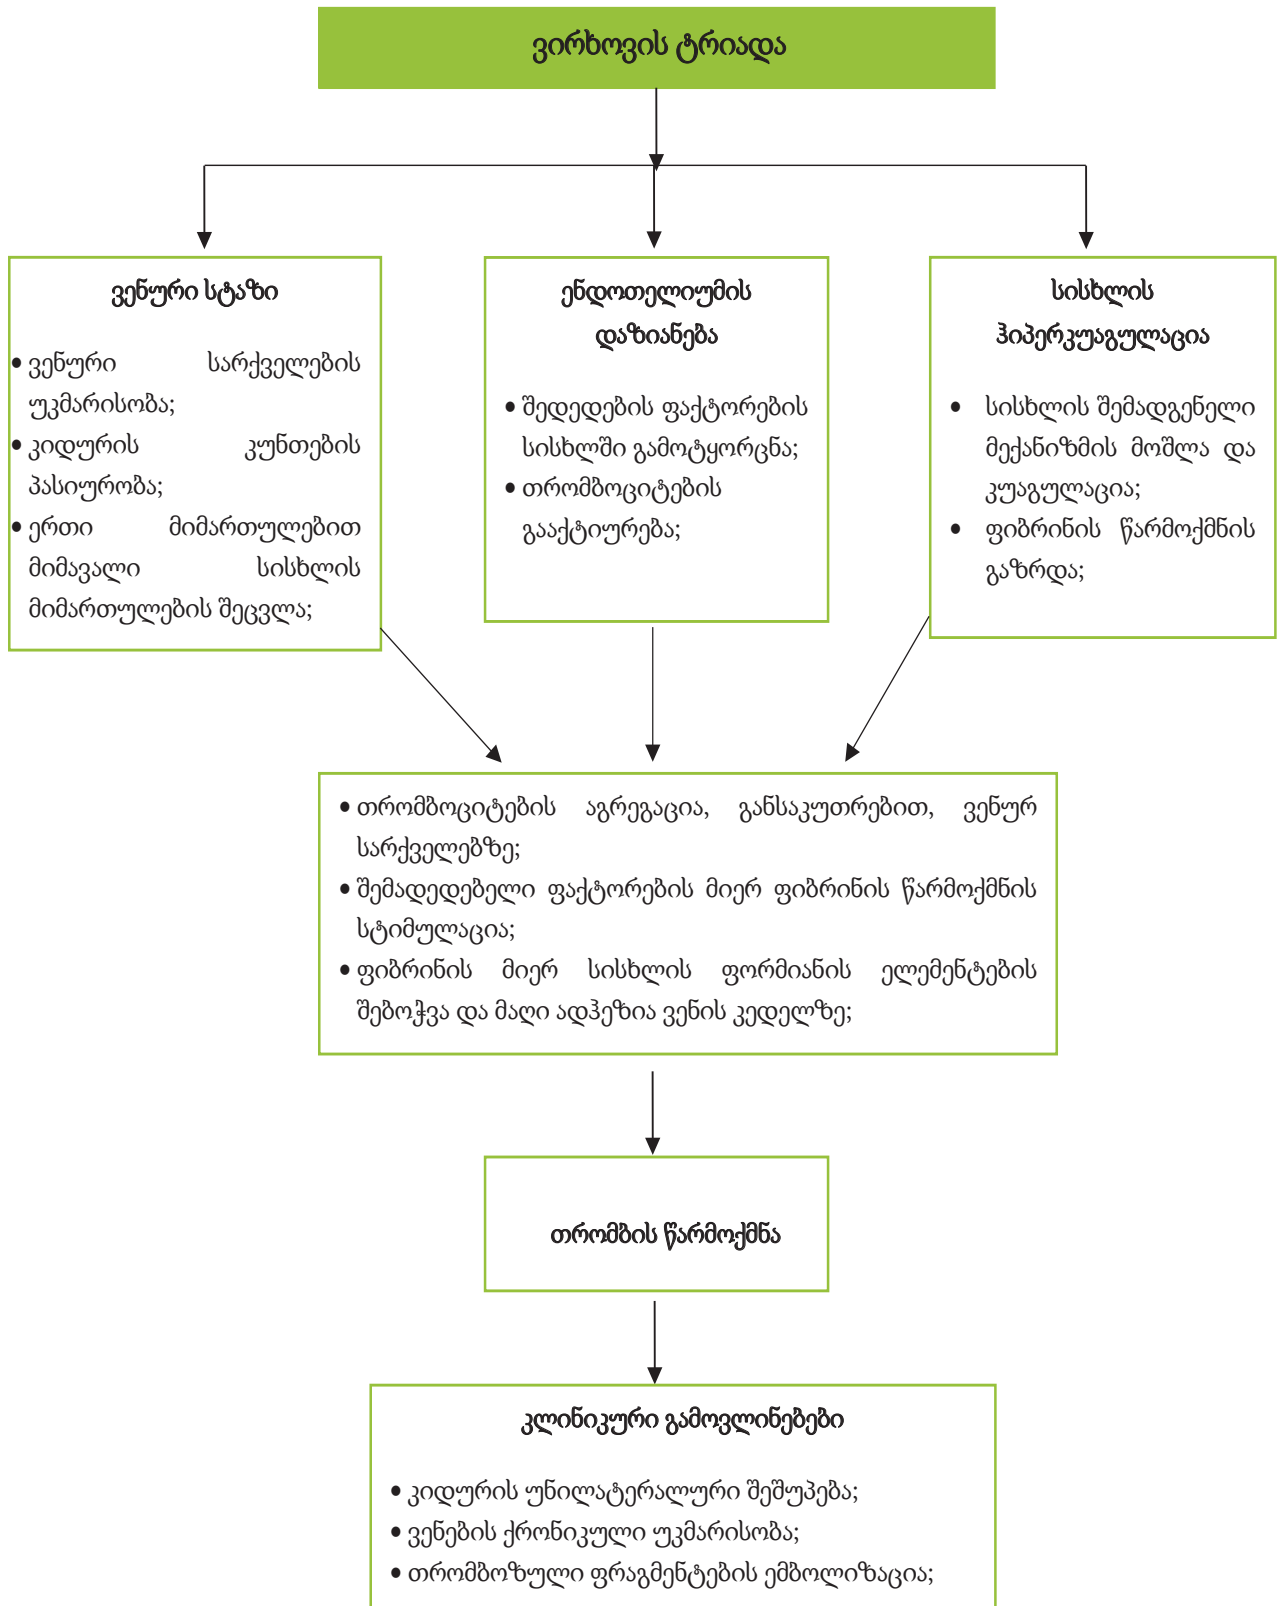 ვირხოვის ტრიადა
ვენური სტაზი
• ვენური სარქველების
უკმარისობა;
• კიდურის კუნთების
პასიურობა;
• ერთი მიმართულებით
მიმავალი სისხლის
მიმართულების შეცვლა;
ენდოთელიუმის
დაზიანება
• შედედების ფაქტორების
სისხლში გამოტყორცნა;
• თრომბოციტების
გააქტიურება;
სისხლის
ჰიპერკუაგულაცია
• სისხლის შემადგენელი
მექანიზმის მოშლა და
კუაგულაცია;
• ფიბრინის წარმოქმნის
გაზრდა;
• თრომბოციტების აგრეგაცია, განსაკუთრებით, ვენურ
სარქველებზე;
• შემადედებელი ფაქტორების მიერ ფიბრინის წარმოქმნის
სტიმულაცია;
• ფიბრინის მიერ სისხლის ფორმიანის ელემენტების
შებოჭვა და მაღი ადჰეზია ვენის კედელზე;
თრომბის წარმოქმნა
კლინიკური გამოვლინებები
• კიდურის უნილატერალური შეშუპება;
• ვენების ქრონიკული უკმარისობა;
• თრომბოზული ფრაგმენტების ემბოლიზაცია;